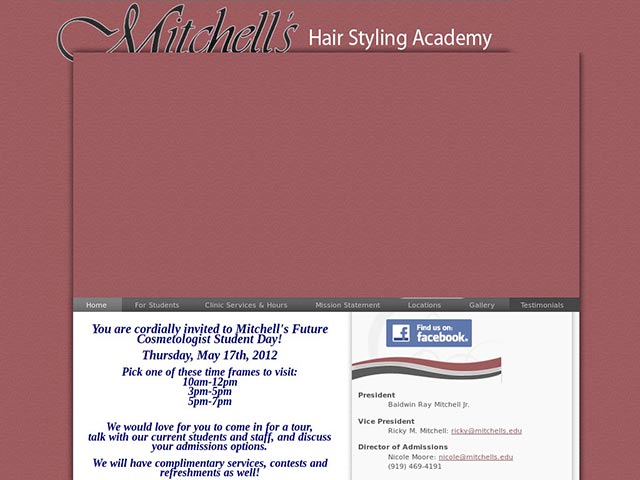 Mitchell's Hair Styling Academy
Home For Students Clinic Services & Hours Mission Statement Locations Gallery Testimonials
You are cordially invited to Mitchell's Future
Cosmetologist Student Day!
Thursday, May 17th, 2012
Pick one of these time frames to visit:
10am-12pm
3pm-5pm
5pm-7pm
We would love for you to come in for a tour,
talk with our current students and staff, and discuss
your admissions options.
We will have complimentary services, contests and
refreshments as well!
Find us on:
facebook
President
Baldwin Ray Mitchell Jr.
Vice President
Ricky M. Mitchell: ricky@mitchells.edu
Director of Admissions
Nicole Moore: nicole@mitchells.edu
(919) 469-4191